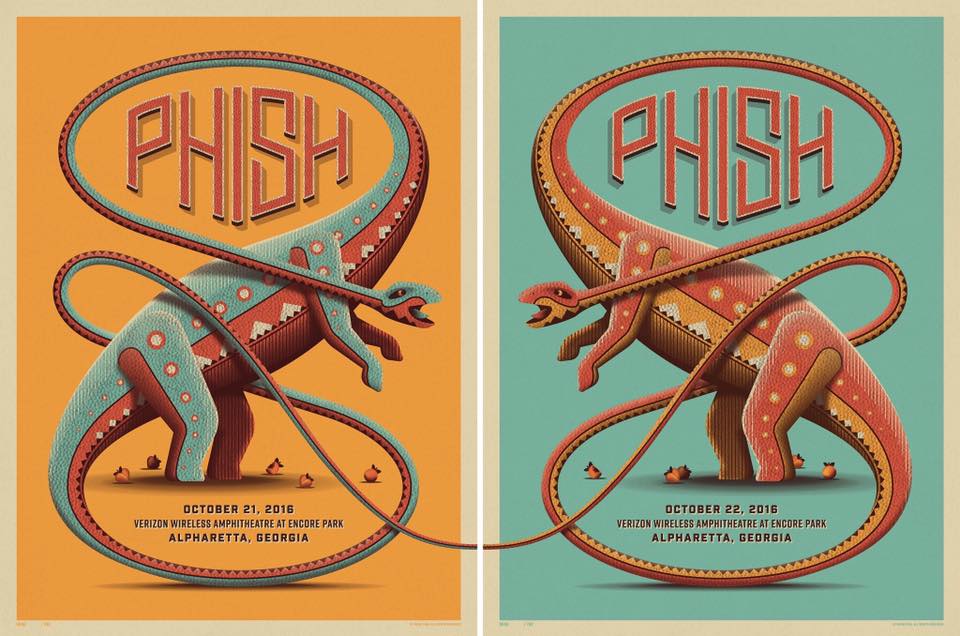 PHISH
OCTOBER 21, 2016
VERIZON WIRELESS AMPHITHEATRE AT ENCORE PARK
ALPHARETTA, GEORGIA
PHISH
OCTOBER 22, 2016
VERIZON WIRELESS AMPHITHEATRE AT ENCORE PARK
ALPHARETTA, GEORGIA